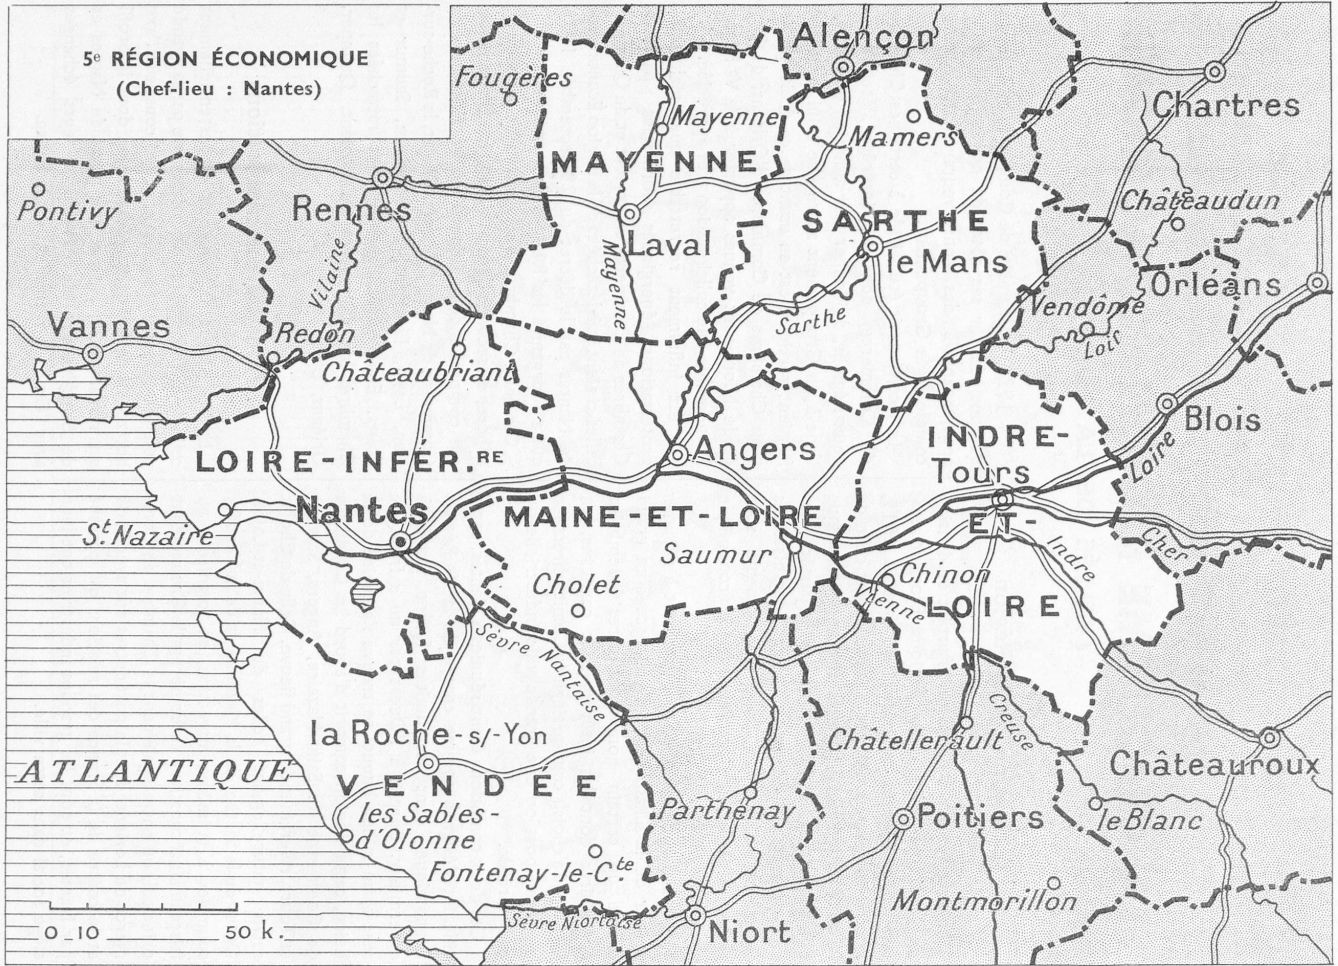 5e RÉGION ÉCONOMIQUE
(Chef-lieu : Nantes)
Alençon
Fougères
Chartres
Mayenne
Mamers
MAYENNE
Pontivy
Rennes
Châteaudun
SARTHE
Laval
le Mans
Vilaine
Mayenne
Orléans
Vendôme
Vannes
Redon
Sarthe
Loir
Châteaubriant
Blois
INDRE-
Angers
LOIRE-INFÉR.RE
Tours
Loire
Nantes
MAINE-ET-LOIRE
ET-
St. Nazaire
Saumur
Cher
Indre
Cholet
Chinon
Vienne
LOIRE
Sèvre Nantaise
Creuse
la Roche-s/-Yon
Châtellerault
ATLANTIQUE
Châteauroux
VENDÉE
les Sables-
d'Olonne
Parthenay
Poitiers
le Blanc
Fontenay-le-Cte.
Montmorillon
Sèvre Niortaise
Niort
0 10 50 k.